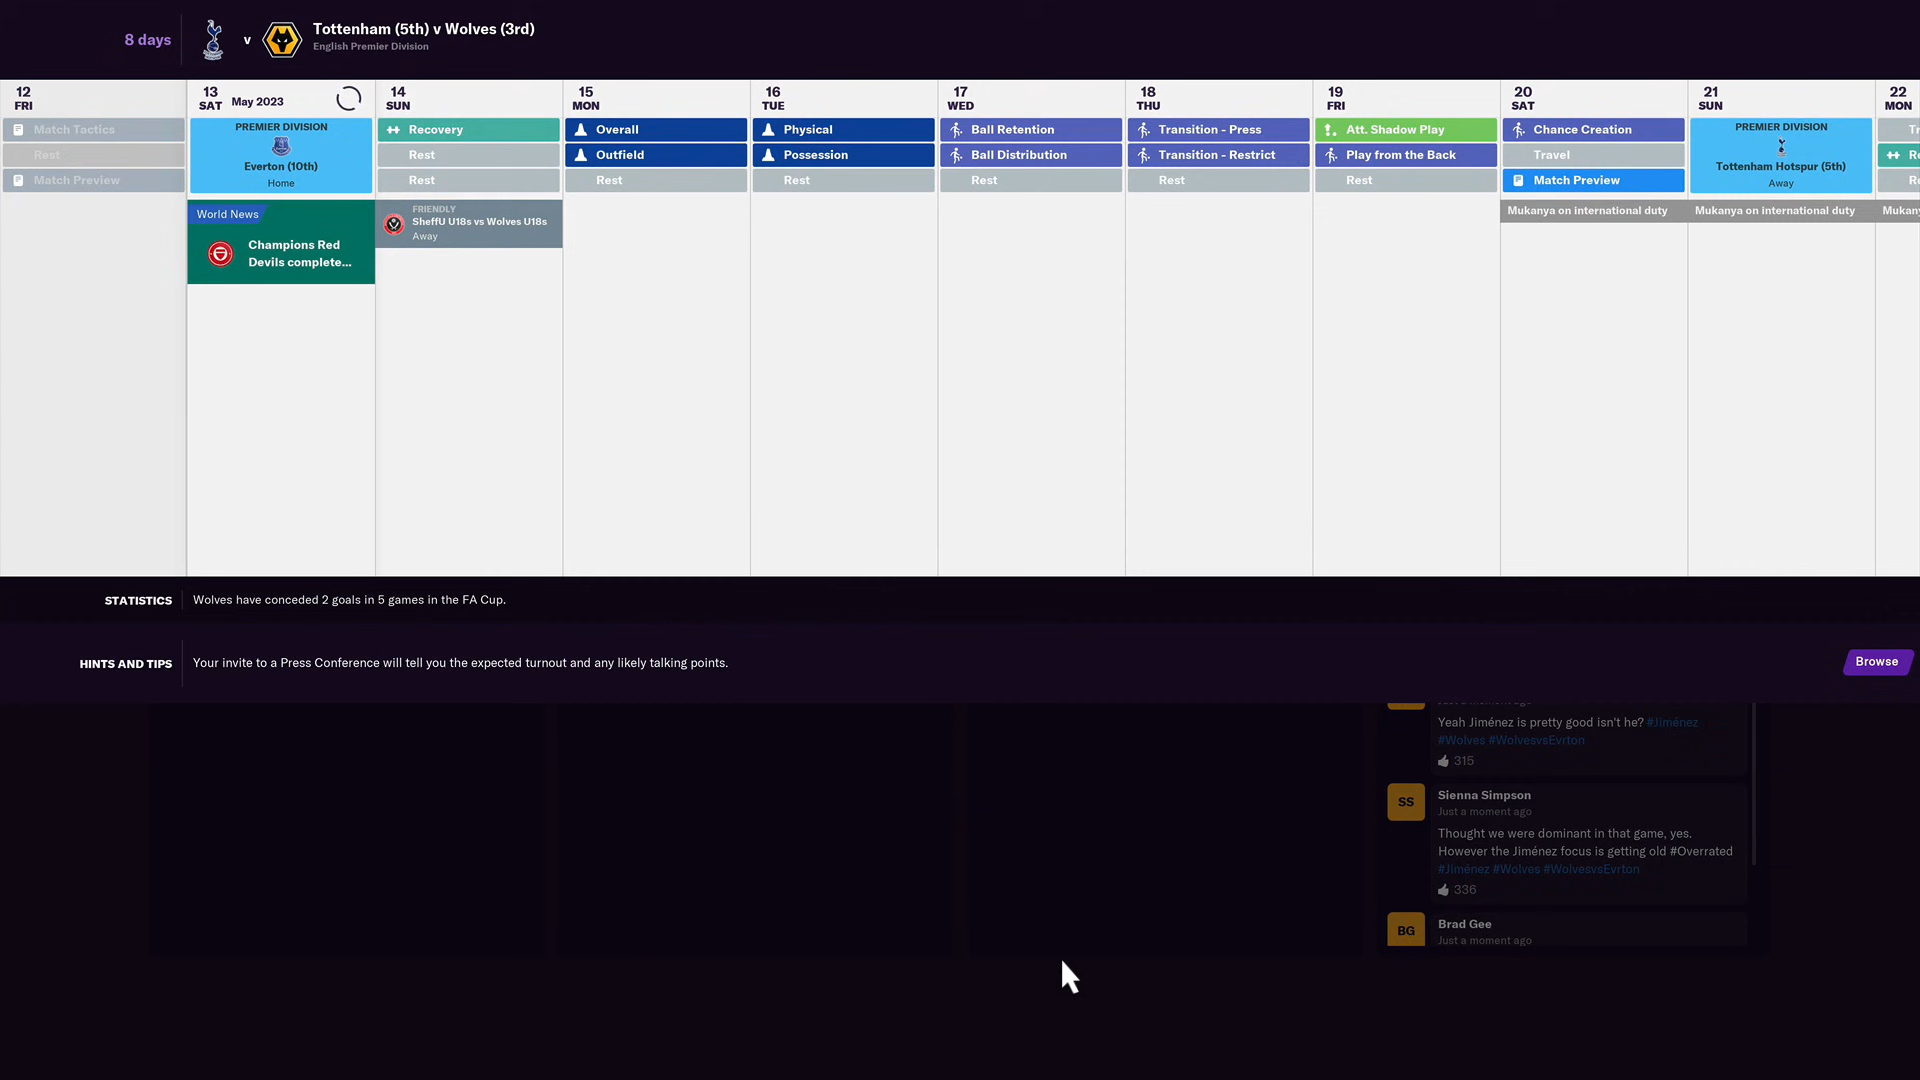 8 days
v
Tottenham (5th) v Wolves (3rd)
English Premier Division
12
FRI
Match Tactics
Rest
Match Preview
13
SAT May 2023
PREMIER DIVISION
Everton (10th)
Home
World News
Champions Red
Devils complete...
14
SUN
Recovery
Rest
Rest
FRIENDLY
SheffU U18s vs Wolves U18s
Away
15
MON
Overall
Outfield
Rest
16
TUE
Physical
Possession
Rest
17
WED
Ball Retention
Ball Distribution
Rest
18
THU
Transition - Press
Transition - Restrict
Rest
19
FRI
Att. Shadow Play
Play from the Back
Rest
20
SAT
Chance Creation
Travel
Match Preview
Mukanya on international duty
21
SUN
PREMIER DIVISION
Tottenham Hotspur (5th)
Away
Mukanya on international duty
22
MON
Tr
Re
Re
Mukany
STATISTICS
Wolves have conceded 2 goals in 5 games in the FA Cup.
HINTS AND TIPS
Your invite to a Press Conference will tell you the expected turnout and any likely talking points.
Browse
Yeah Jiménez is pretty good isn't he? #Jiménez
#Wolves #WolvesvsEvrton
315
SS
Sienna Simpson
Just a moment ago
Thought we were dominant in that game, yes.
However the Jiménez focus is getting old #Overrated
#Jiménez #Wolves #WolvesvsEvrton
336
BG
Brad Gee
Just a moment ago